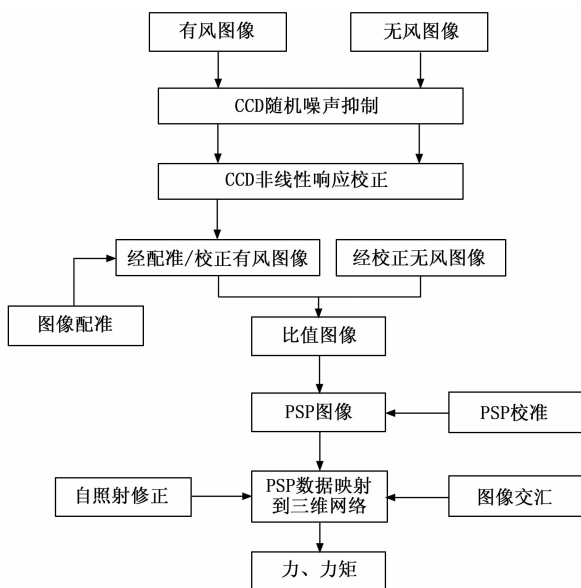 有风图像
无风图像
CCD随机噪声抑制
CCD非线性响应校正
经配准/校正有风图像
经校正无风图像
图像配准
比值图像
PSP图像
PSP校准
自照射修正
PSP数据映射
到三维网络
图像交汇
力、力矩